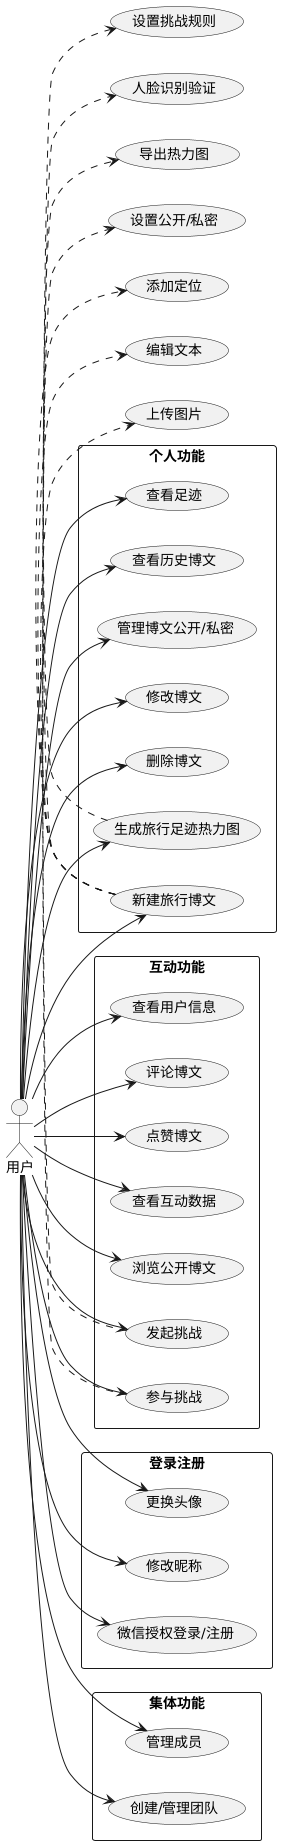 设置挑战规则
人脸识别验证
导出热力图
设置公开/私密
添加定位
编辑文本
上传图片
个人功能
查看足迹
查看历史博文
管理博文公开/私密
修改博文
删除博文
生成旅行足迹热力图
新建旅行博文
互动功能
查看用户信息
评论博文
点赞博文
查看互动数据
浏览公开博文
发起挑战
参与挑战
用户
登录注册
更换头像
修改昵称
微信授权登录/注册
集体功能
管理成员
创建/管理团队